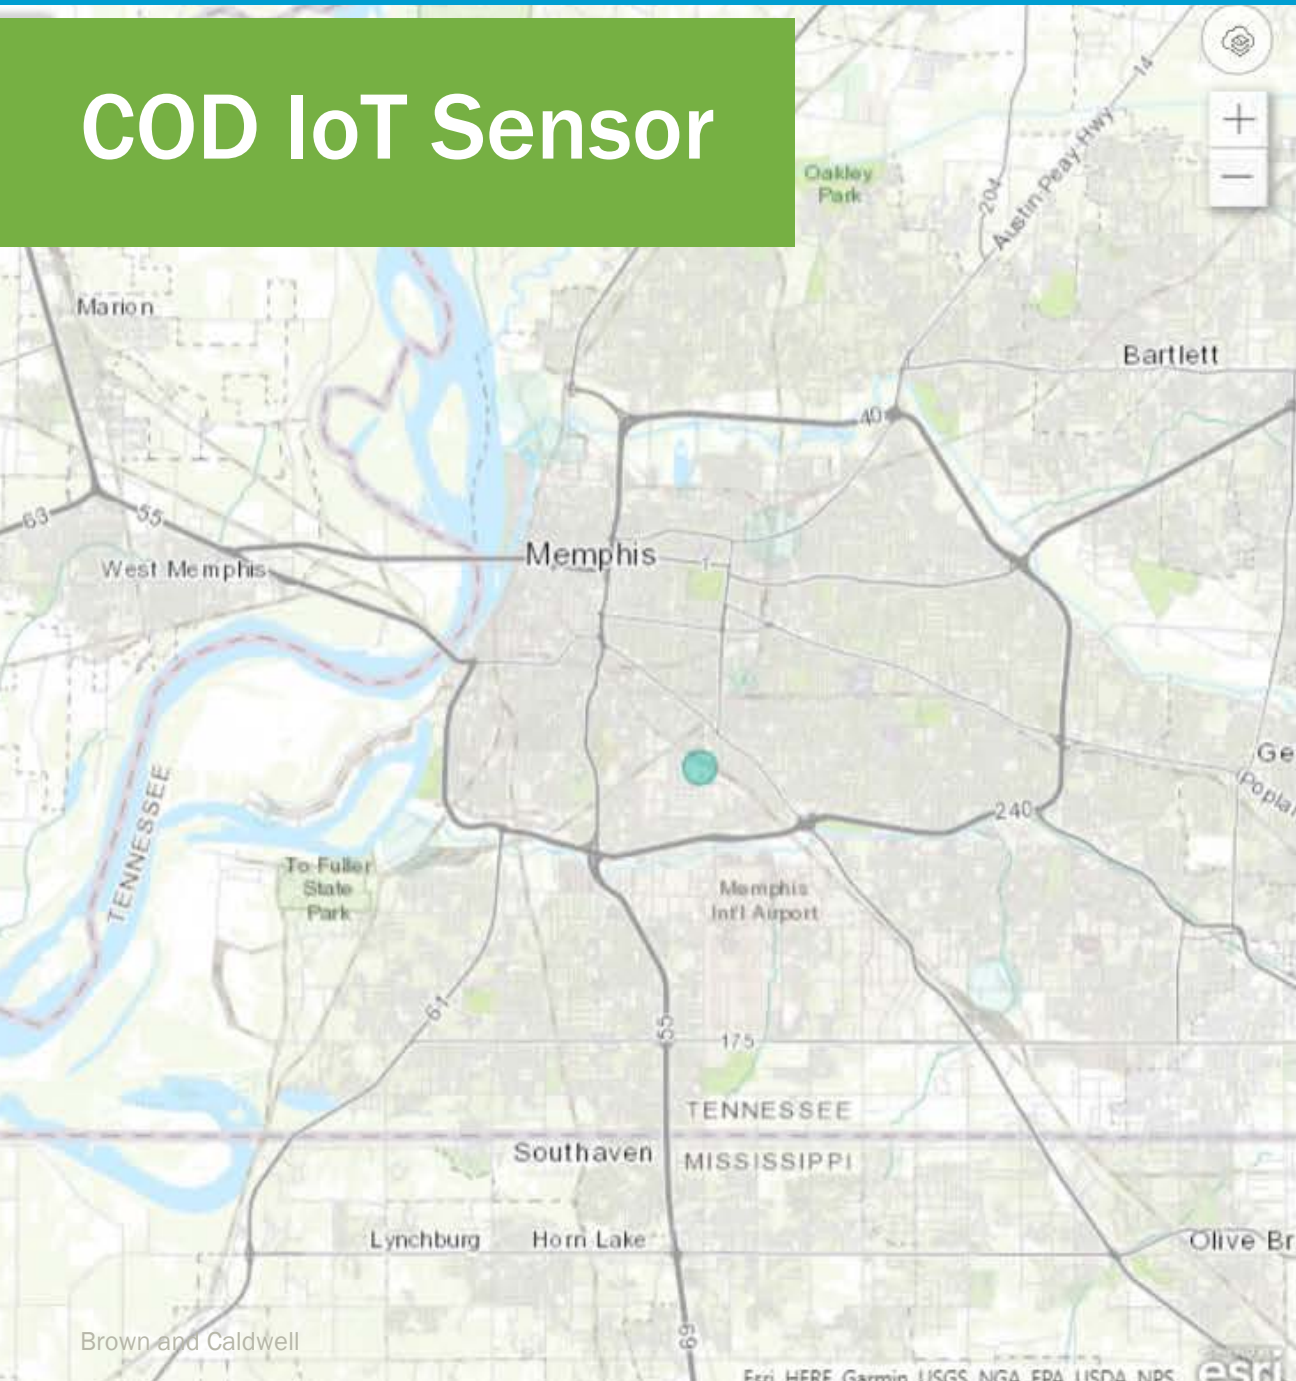 COD IoT Sensor
14
Oakley
Park
204
Austin Peay Hwy
Marion
Bartlett
40
63
55
Memphis
West Memphis
1
Ge
Popla
TENNESSEE
240
To Fuller
State
Park
Memphis
Int'l Airport
61
55
175
TENNESSEE
Southaven
MISSISSIPPI
Lynchburg
Horn Lake
Olive Br
69
Brown and Caldwell
Esri, HERE, Garmin, USGS, NGA, EPA, USDA, NPS
esri